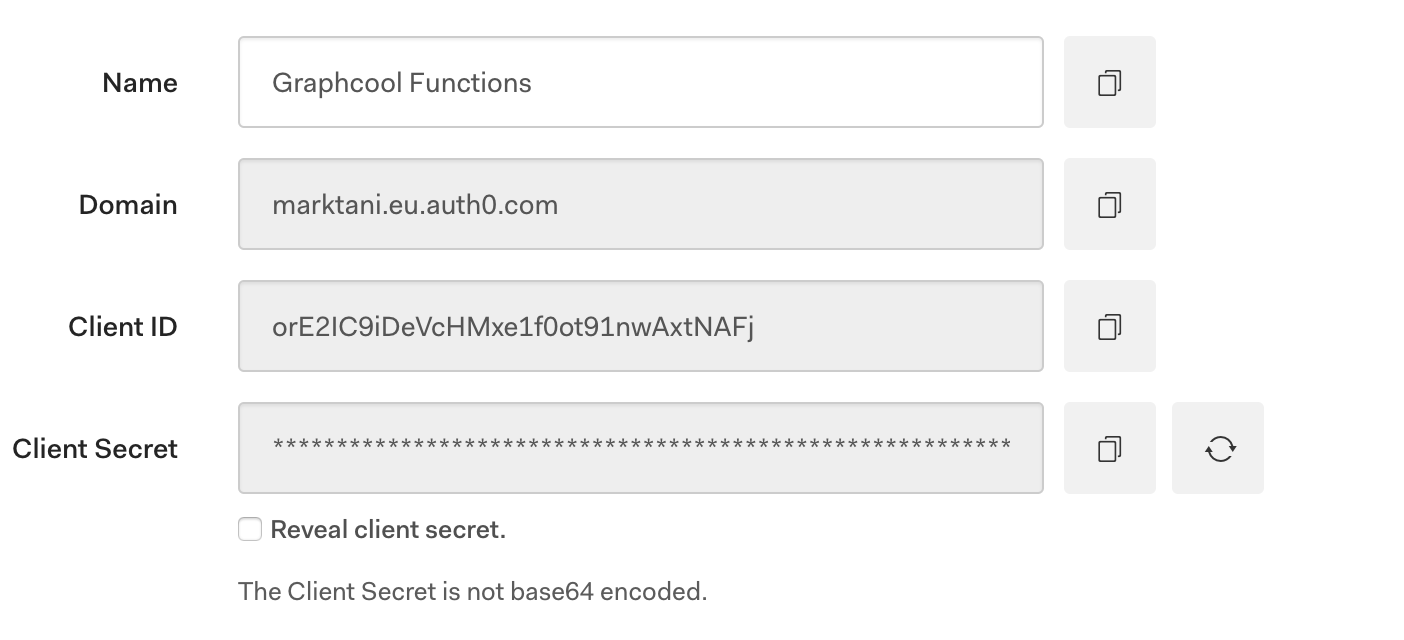 Name
Graphcool Functions
Domain
marktani.eu.auth0.com
Client ID
orE2IC9iDeVcHMxe1f0ot91nwAxtNAFj
Client Secret
**********************************************************
Reveal client secret.
The Client Secret is not base64 encoded.